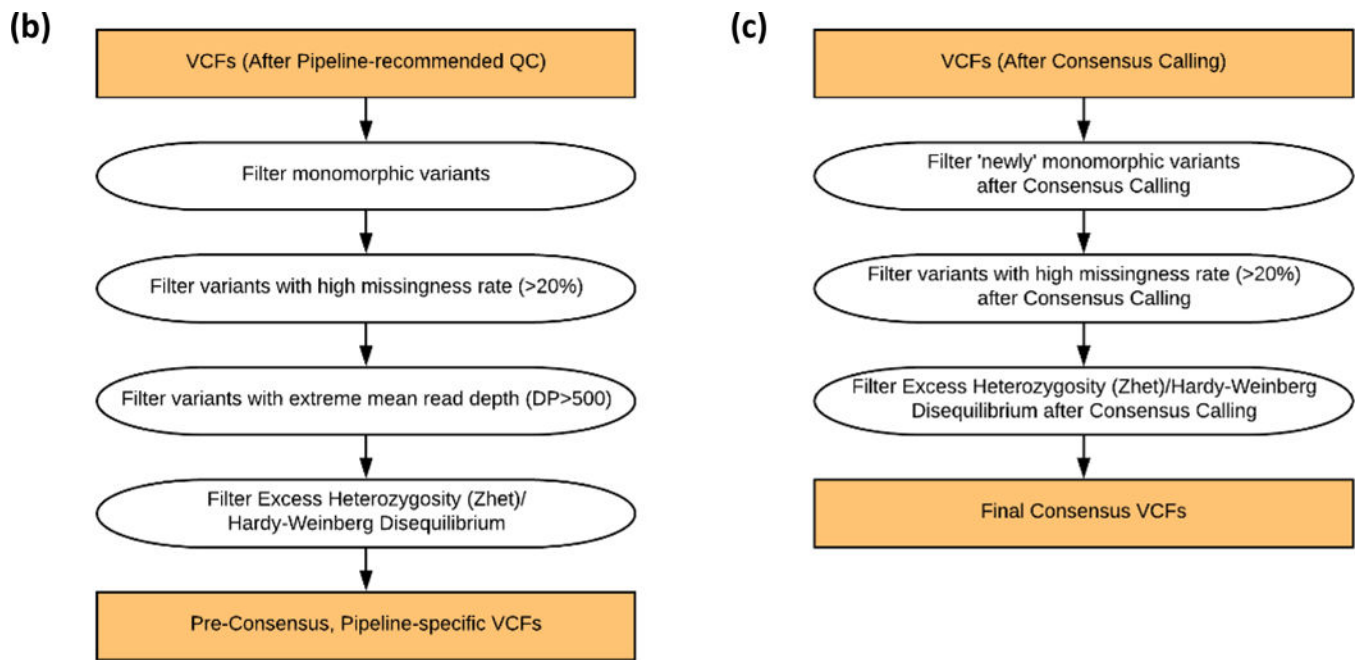 (b)
VCFs (After Pipeline-recommended QC)
Filter monomorphic variants
Filter variants with high missingness rate (>20%)
Filter variants with extreme mean read depth (DP>500)
Filter Excess Heterozygosity (Zhet)/
Hardy-Weinberg Disequilibrium
Pre-Consensus, Pipeline-specific VCFs
(c)
VCFs (After Consensus Calling)
Filter 'newly' monomorphic variants
after Consensus Calling
Filter variants with high missingness rate (>20%)
after Consensus Calling
Filter Excess Heterozygosity (Zhet)/Hardy-Weinberg
Disequilibrium after Consensus Calling
Final Consensus VCFs